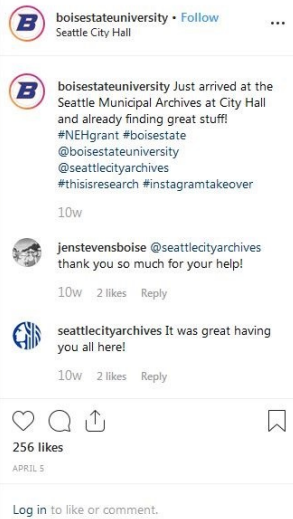 B
boisestateuniversity • Follow
Seattle City Hall
...
B
boisestateuniversity Just arrived at the
Seattle Municipal Archives at City Hall
and already finding great stuff!
#NEHgrant #boisestate
@boisestateuniversity
@seattlecityarchives
#thisisresearch #instagramtakeover
10w
jenstevensboise @seattlecityarchives
thank you so much for your help!
10w 2 likes Reply
seattlecityarchives It was great having
you all here!
10w 2 likes Reply
256 likes
APRIL 5
Log in to like or comment.